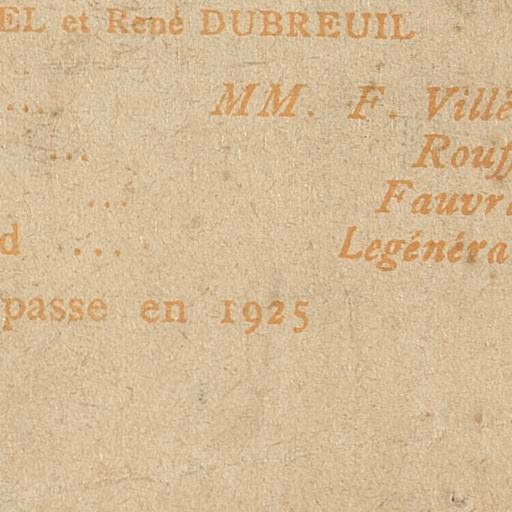 EL et René DUBREUIL
.... MM. F. Villé
... Rouff
... Fauvr
d ... Legénéra
passe en 1925